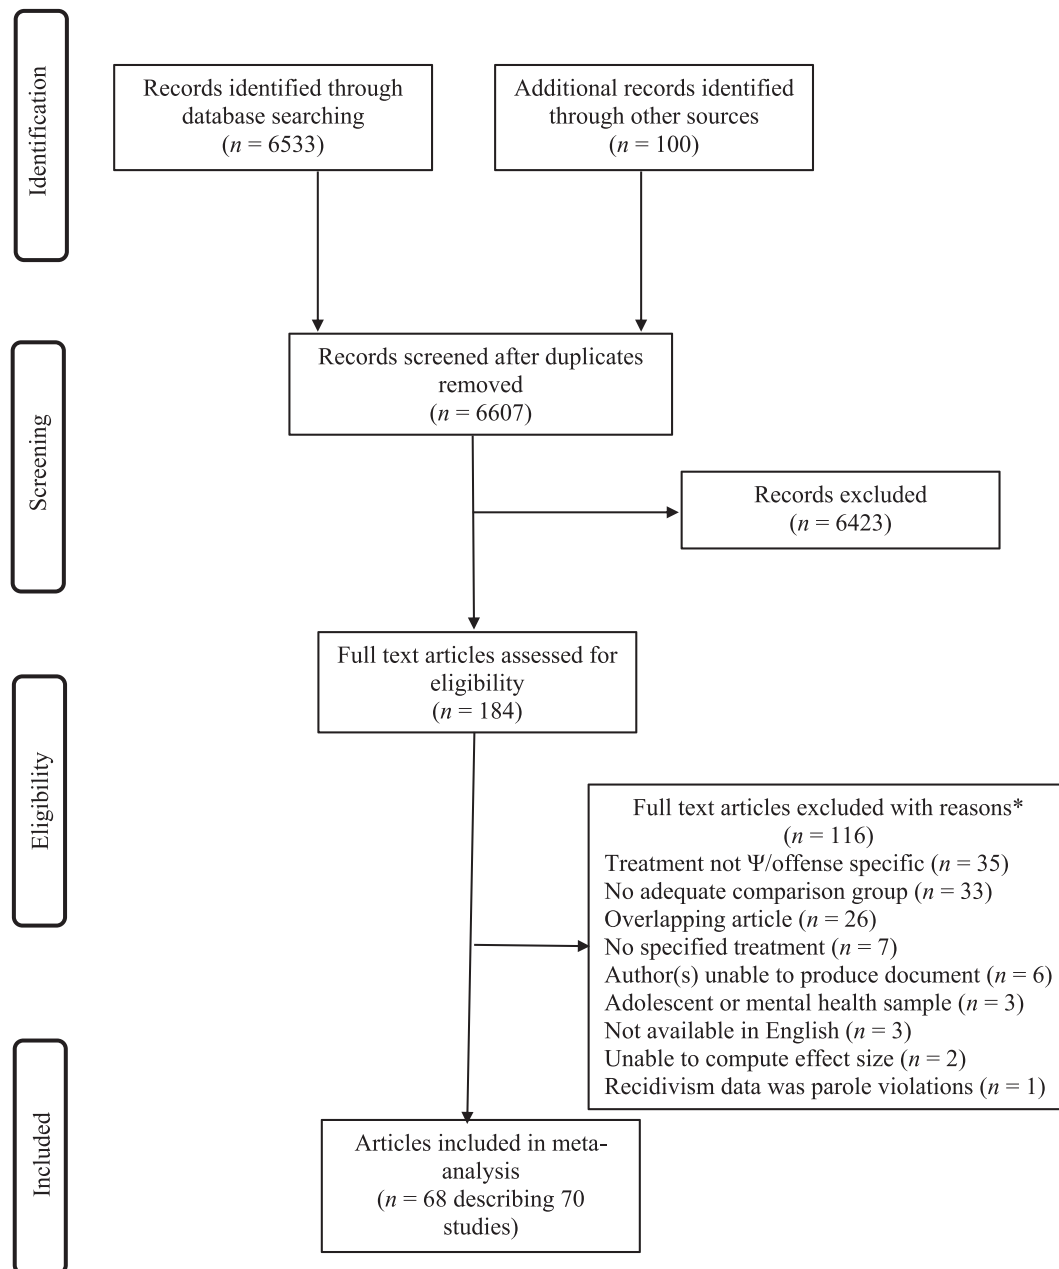 Identification
Records identified through
database searching
(n = 6533)
Additional records identified
through other sources
(n = 100)
Screening
Records screened after duplicates
removed
(n = 6607)
Records excluded
(n = 6423)
Eligibility
Full text articles assessed for
eligibility
(n = 184)
Full text articles excluded with reasons*
(n = 116)
Treatment not Ψ/offense specific (n = 35)
No adequate comparison group (n = 33)
Overlapping article (n = 26)
No specified treatment (n = 7)
Author(s) unable to produce document (n = 6)
Adolescent or mental health sample (n = 3)
Not available in English (n = 3)
Unable to compute effect size (n = 2)
Recidivism data was parole violations (n = 1)
Included
Articles included in meta-
analysis
(n = 68 describing 70
studies)